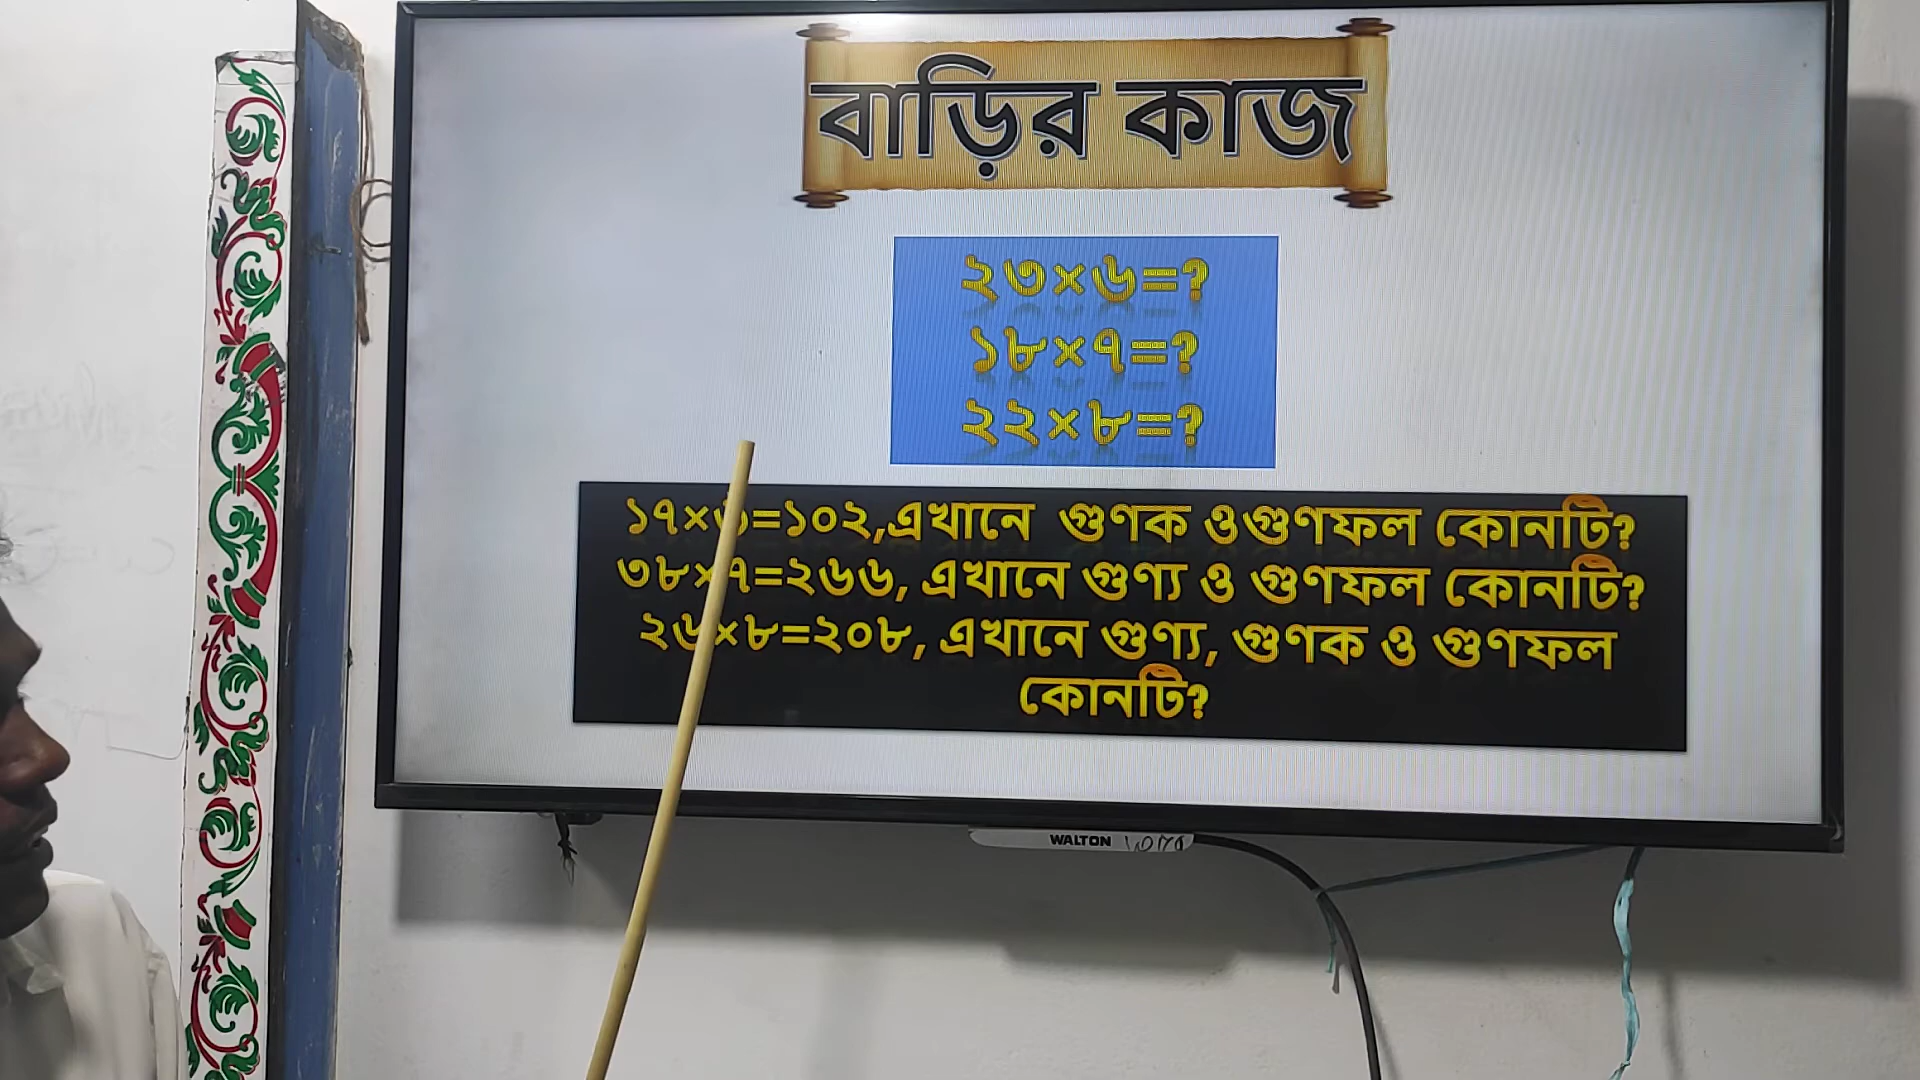 বাড়ির কাজ
২৩×৬=?
১৮×৭=?
২২×৮=?
১৭×৬=১০২,এখানে গুণক ওগুণফল কোনটি?
৩৮×৭=২৬৬, এখানে গুণ্য ও গুণফল কোনটি?
২৬×৮=২০৮, এখানে গুণ্য, গুণক ও গুণফল
কোনটি?
WALTON